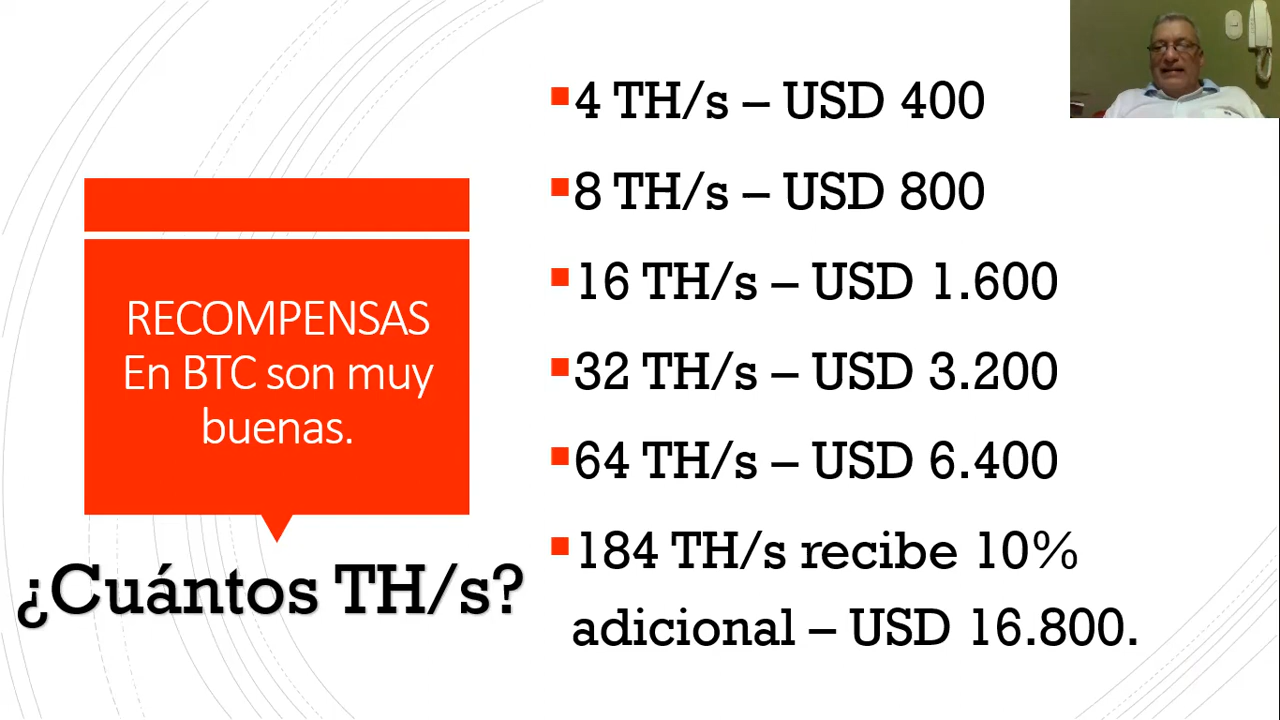 RECOMPENSAS
En BTC son muy
buenas.
¿Cuántos TH/s?
4 TH/s – USD 400
8 TH/s – USD 800
16 TH/s – USD 1.600
32 TH/s – USD 3.200
64 TH/s – USD 6.400
184 TH/s recibe 10%
adicional – USD 16.800.